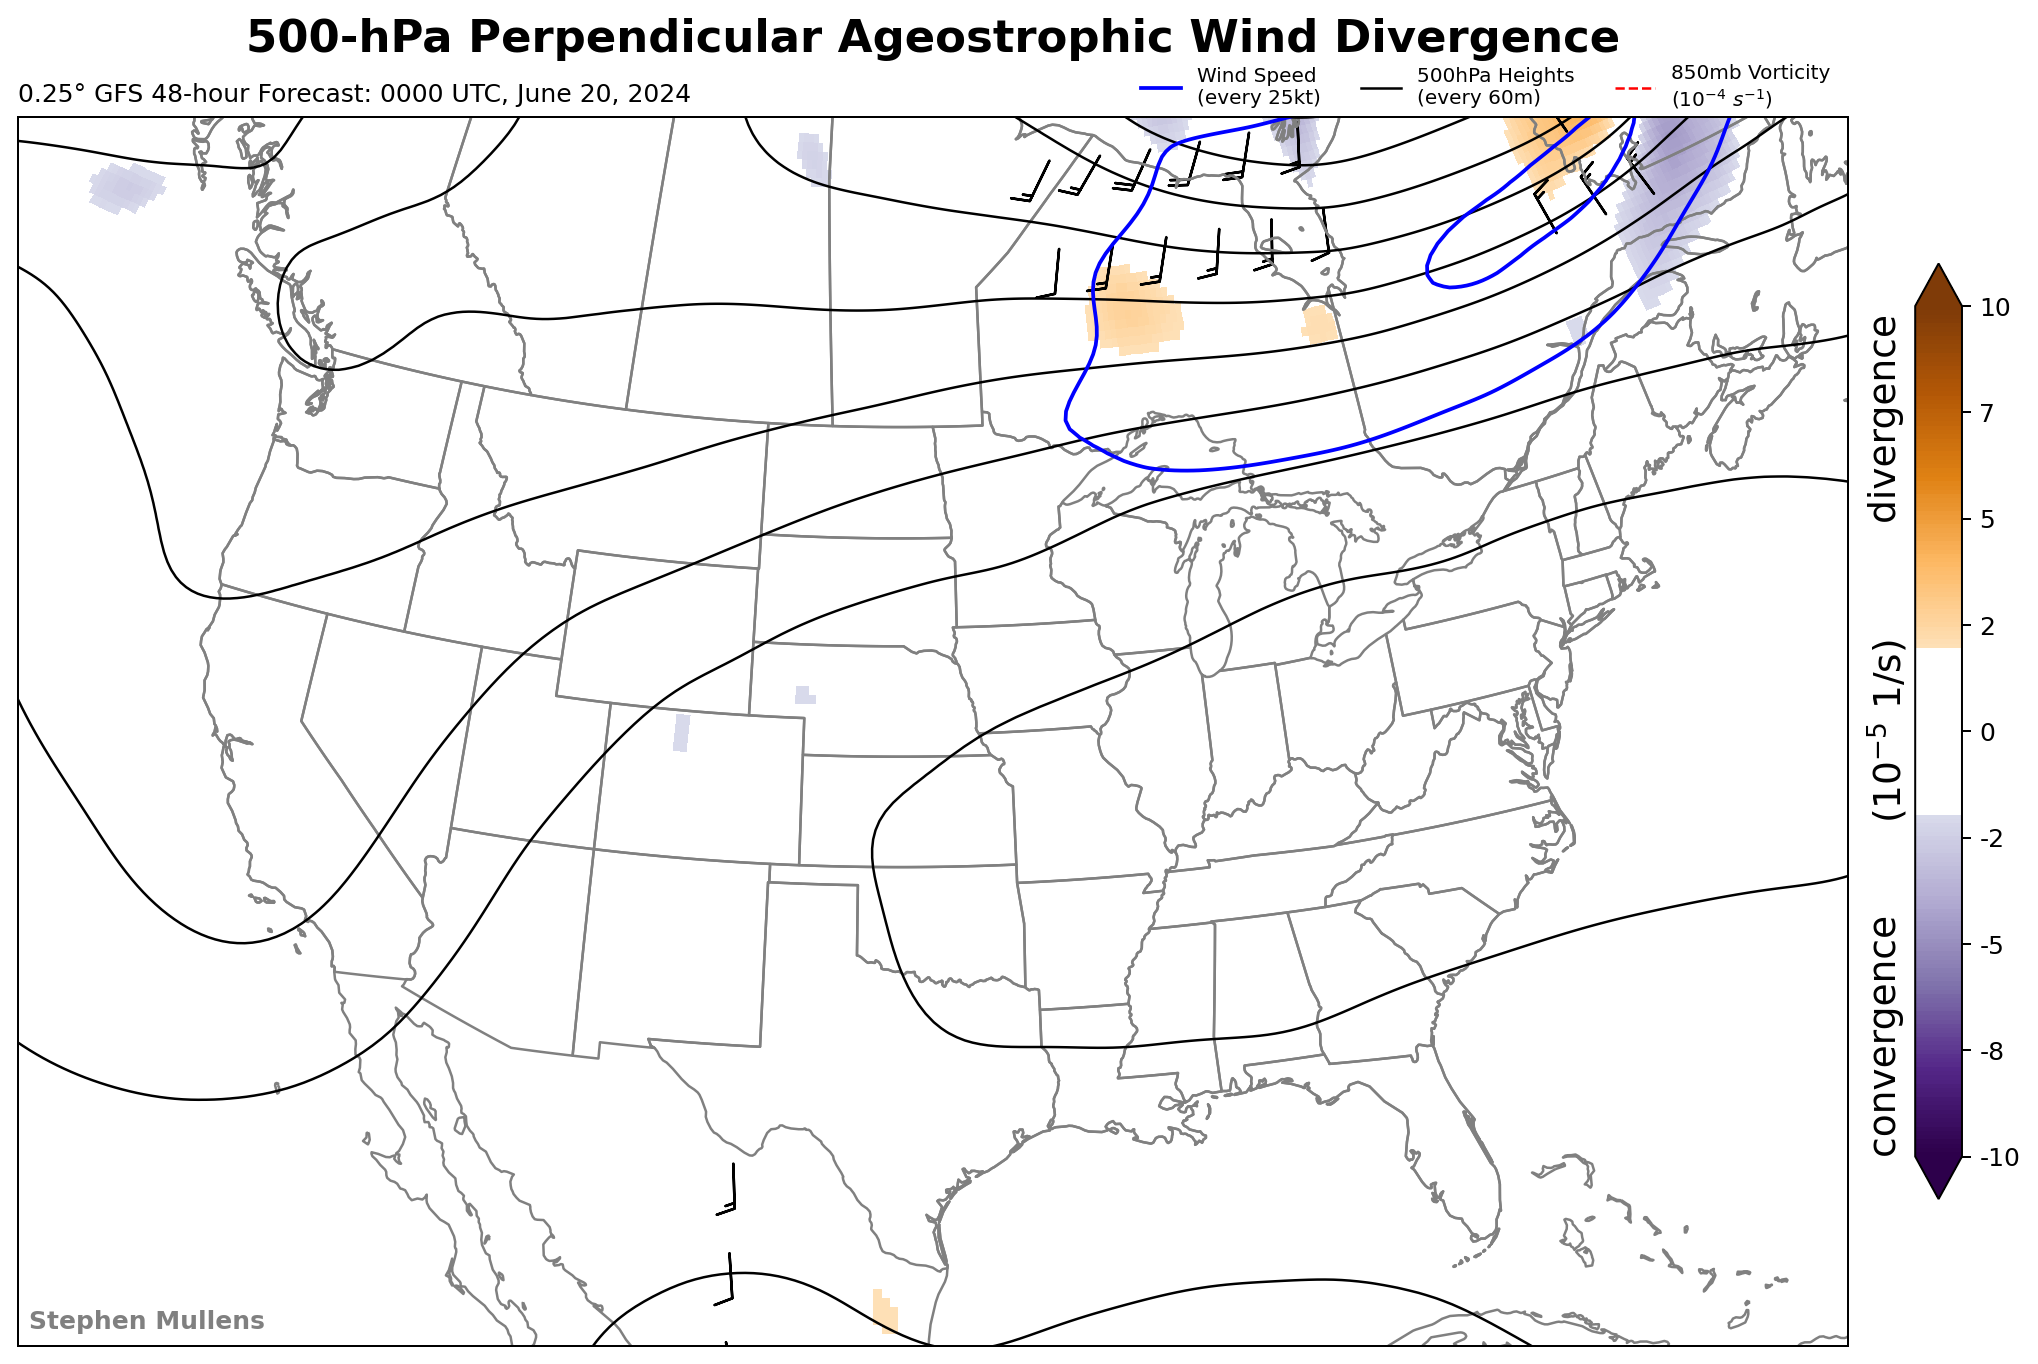 500-hPa Perpendicular Ageostrophic Wind Divergence
0.25° GFS 48-hour Forecast: 0000 UTC, June 20, 2024
Wind Speed
(every 25kt)
500hPa Heights
(every 60m)
850mb Vorticity
(10⁻⁴ s⁻¹)
10
7
5
2
0
-2
-5
-8
-10
convergence (10⁻⁵ 1/s) divergence
Stephen Mullens